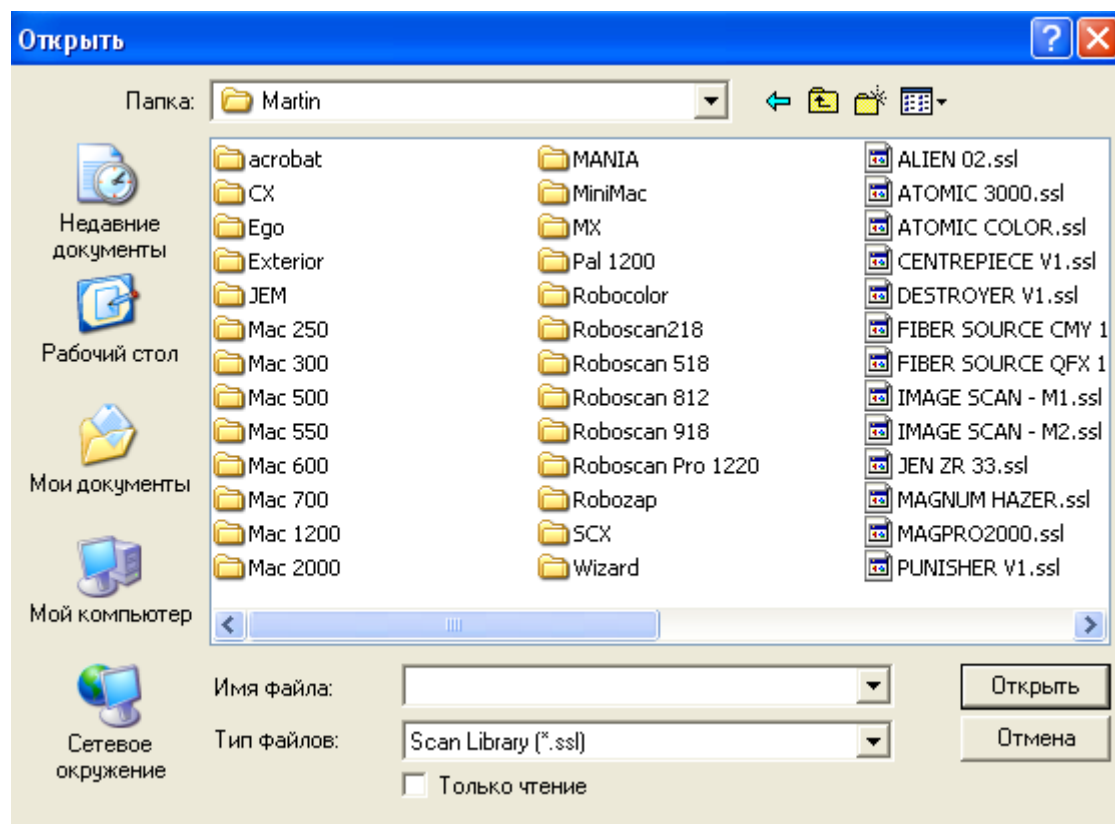 Открыть
Папка:
Martin
Недавние
документы
Рабочий стол
Мои документы
Мой компьютер
Сетевое
окружение
acrobat
CX
Ego
Exterior
JEM
Mac 250
Mac 300
Mac 500
Mac 550
Mac 600
Mac 700
Mac 1200
Mac 2000
MANIA
MiniMac
MX
Pal 1200
Robocolor
Roboscan218
Roboscan 518
Roboscan 812
Roboscan 918
Roboscan Pro 1220
Robozap
SCX
Wizard
ALIEN 02.ssl
ATOMIC 3000.ssl
ATOMIC COLOR.ssl
CENTREPIECE V1.ssl
DESTROYER V1.ssl
FIBER SOURCE CMY 1
FIBER SOURCE QFX 1
IMAGE SCAN - M1.ssl
IMAGE SCAN - M2.ssl
JEN ZR 33.ssl
MAGNUM HAZER.ssl
MAGPRO2000.ssl
PUNISHER V1.ssl
Имя файла:
Открыть
Тип файлов:
Scan Library (*.ssl)
Отмена
Только чтение